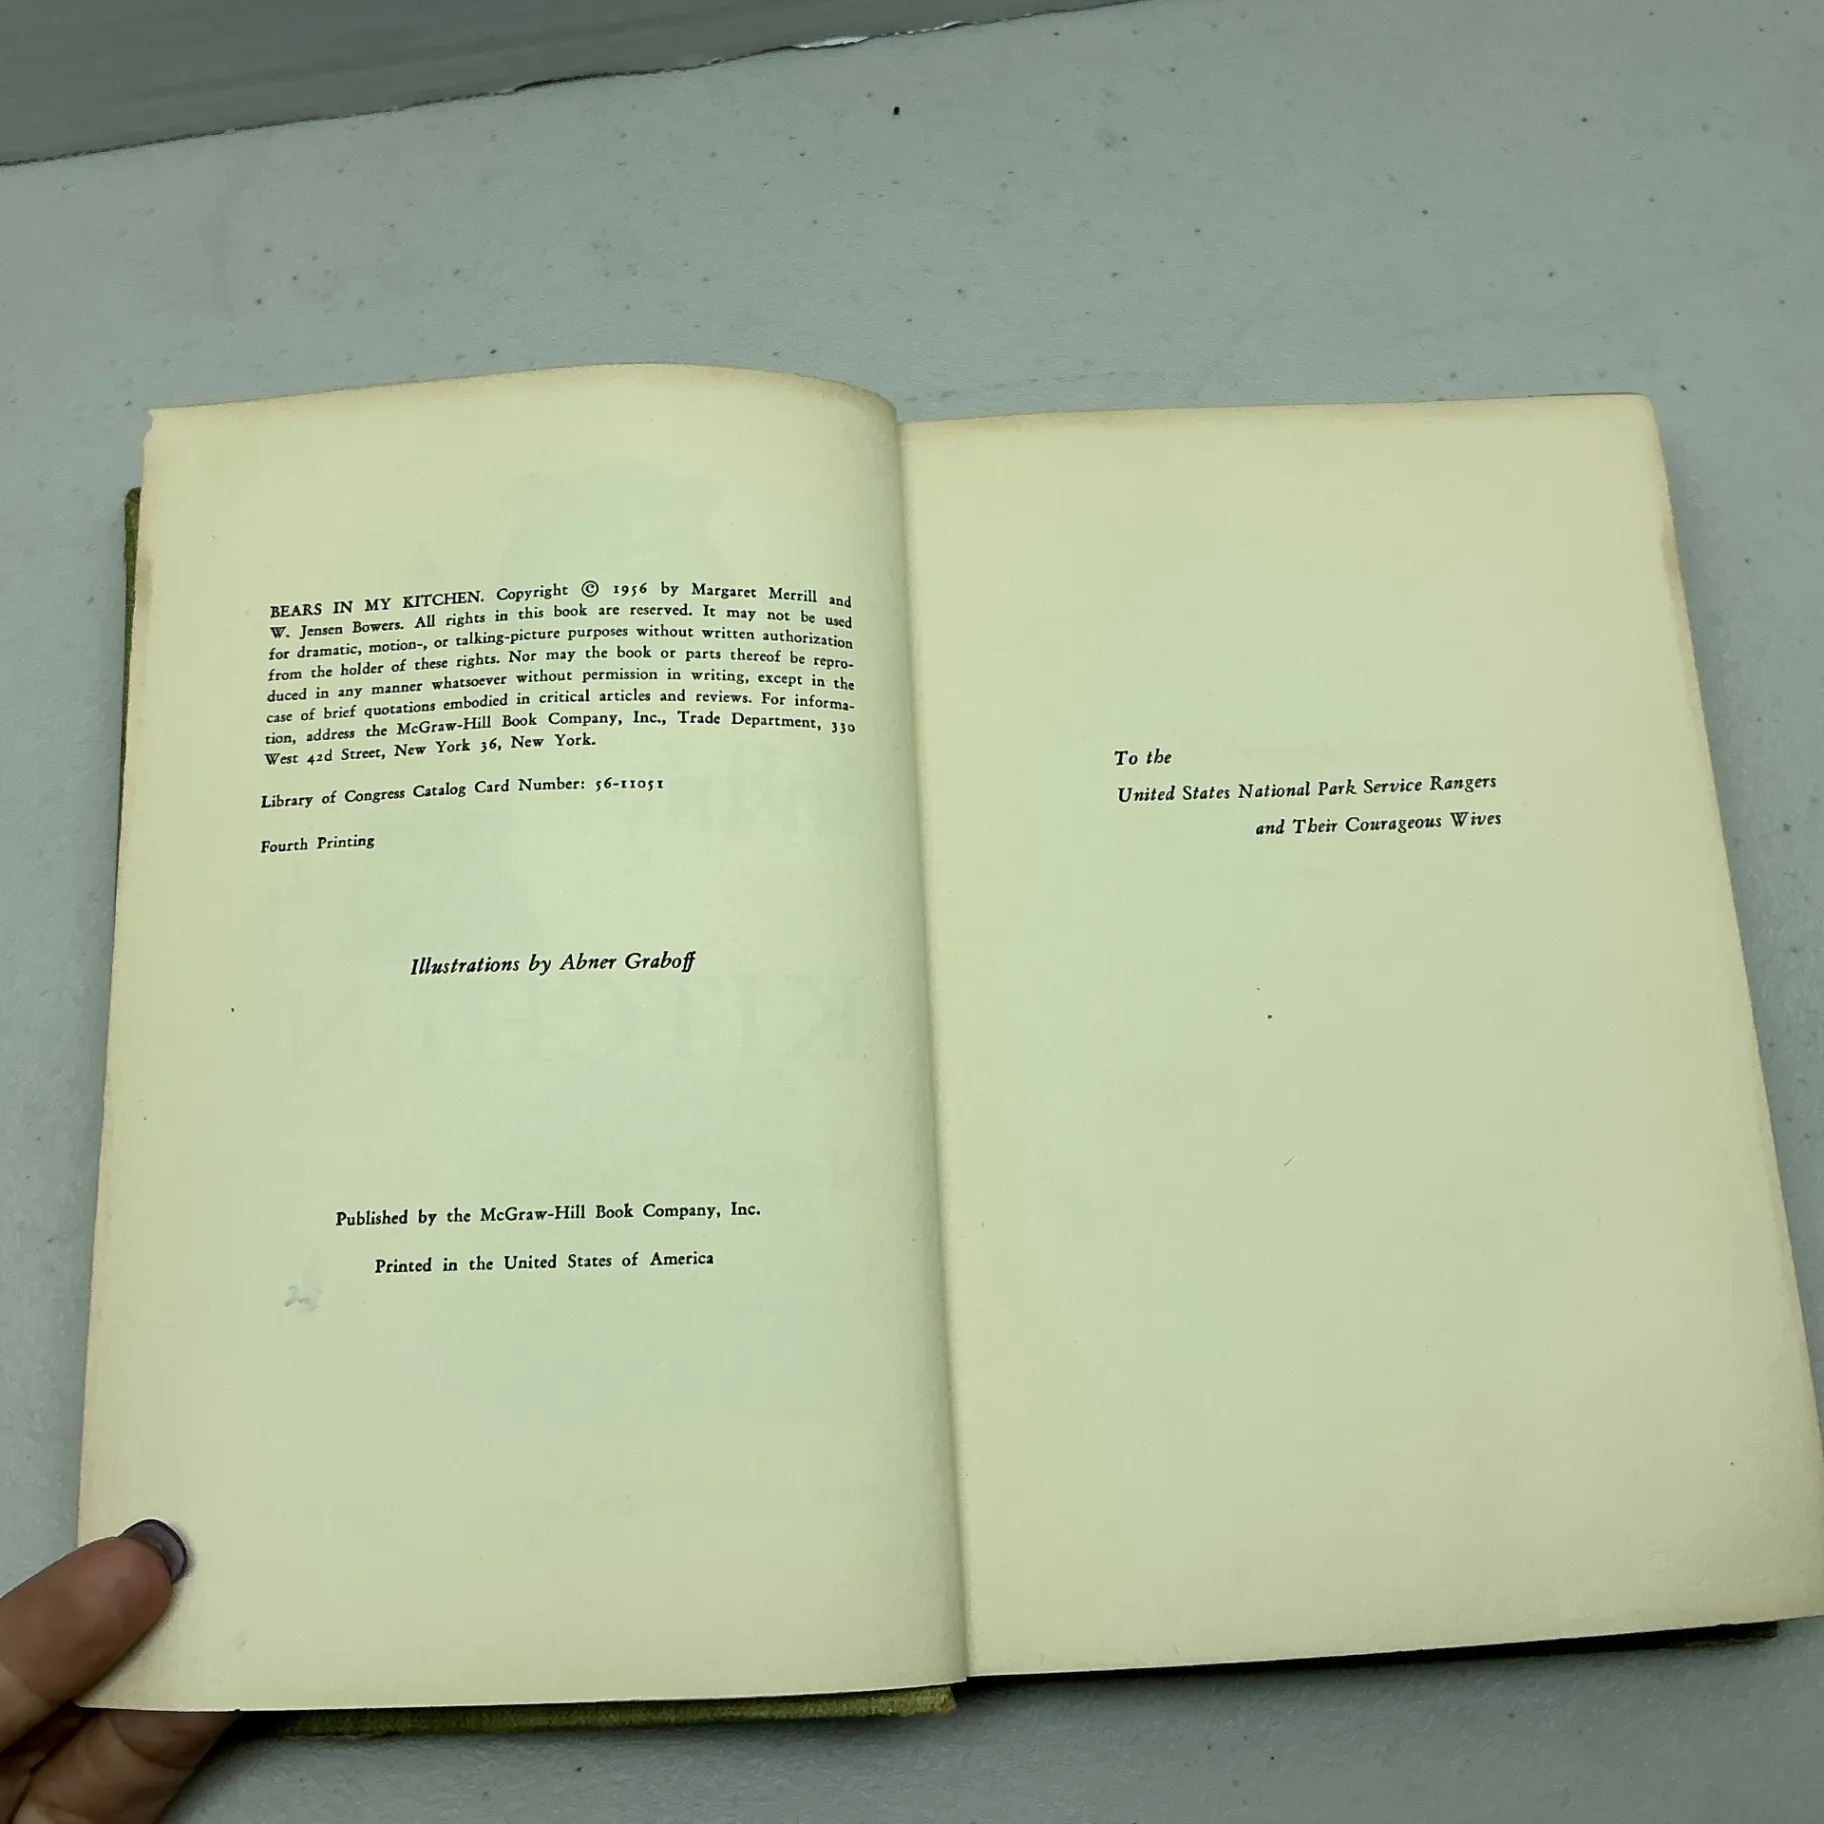 BEARS IN MY KITCHEN. Copyright © 1956 by Margaret Merrill and
W. Jensen Bowers. All rights in this book are reserved. It may not be used
for dramatic, motion-, or talking-picture purposes without written authorization
from the holder of these rights. Nor may the book or parts thereof be repro-
duced in any manner whatsoever without permission in writing, except in the
case of brief quotations embodied in critical articles and reviews. For informa-
tion, address the McGraw-Hill Book Company, Inc., Trade Department, 330
West 42d Street, New York 36, New York.
Library of Congress Catalog Card Number: 56-11051
Fourth Printing
Illustrations by Abner Graboff
KITCHEN
Published by the McGraw-Hill Book Company, Inc.
Printed in the United States of America
To the
United States National Park Service Rangers
and Their Courageous Wives